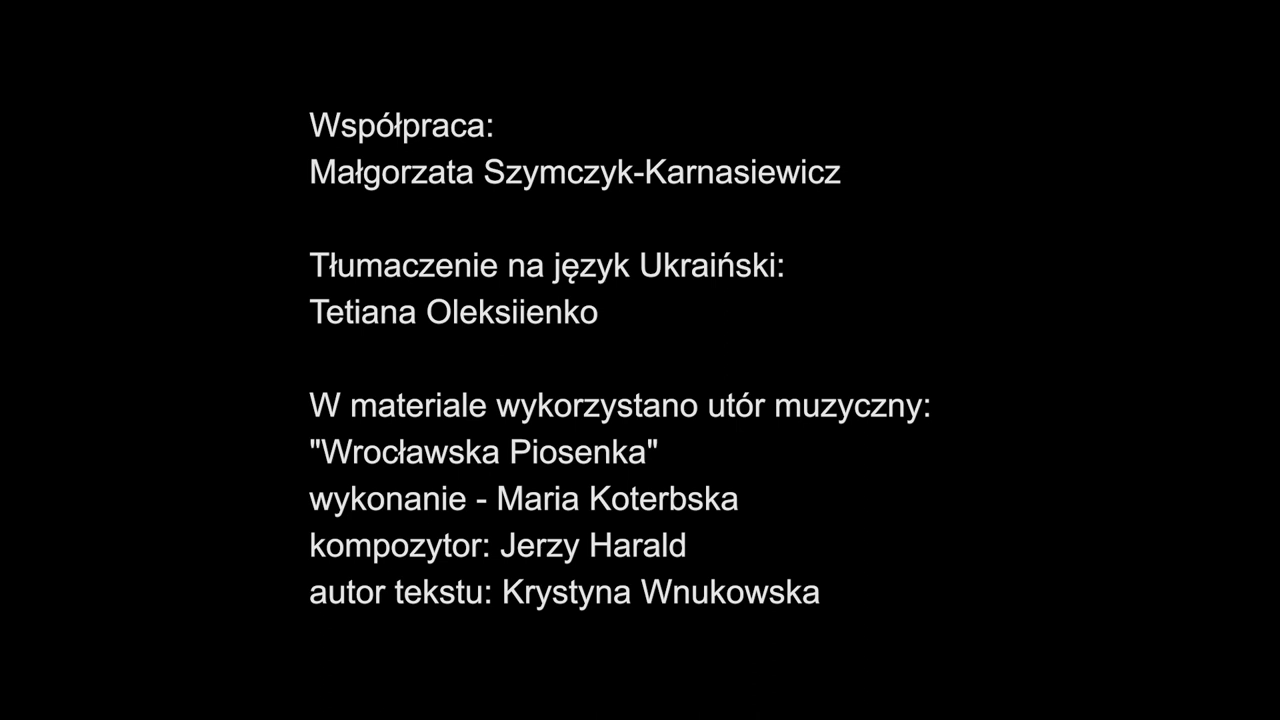 Współpraca:
Małgorzata Szymczyk-Karnasiewicz
Tłumaczenie na język Ukraiński:
Tetiana Oleksiienko
W materiale wykorzystano utór muzyczny:
"Wrocławska Piosenka"
wykonanie - Maria Koterbska
kompozytor: Jerzy Harald
autor tekstu: Krystyna Wnukowska